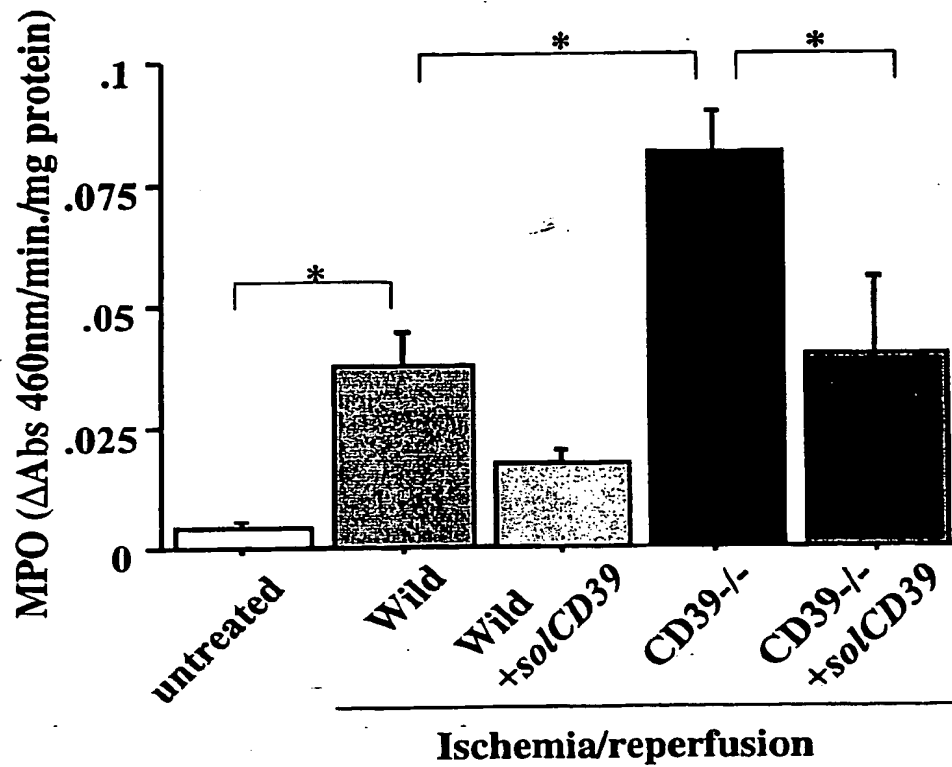 MPO (ΔAbs 460nm/min./mg protein)
.1
.075
.05
.025
0
*
*
*
untreated
Wild
Wild
+solCD39
CD39-/-
CD39-/-
+solCD39
Ischemia/reperfusion